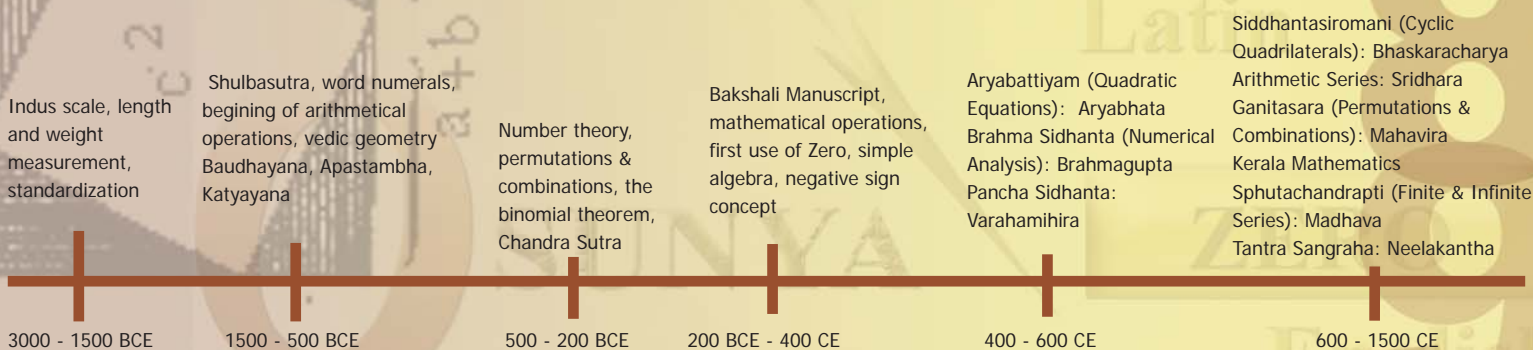 Indus scale, length
and weight
measurement,
standardization
3000 - 1500 BCE
Shulbasutra, word numerals,
begining of arithmetical
operations, vedic geometry
Baudhayana, Apastambha,
Katyayana
1500 - 500 BCE
Number theory,
permutations &
combinations, the
binomial theorem,
Chandra Sutra
500 - 200 BCE
Bakshali Manuscript,
mathematical operations,
first use of Zero, simple
algebra, negative sign
concept
200 BCE - 400 CE
Aryabattiyam (Quadratic
Equations): Aryabhata
Brahma Sidhanta (Numerical
Analysis): Brahmagupta
Pancha Sidhanta:
Varahamihira
400 - 600 CE
Siddhantasiromani (Cyclic
Quadrilaterals): Bhaskaracharya
Arithmetic Series: Sridhara
Ganitasara (Permutations &
Combinations): Mahavira
Kerala Mathematics
Sphutachandrapti (Finite & Infinite
Series): Madhava
Tantra Sangraha: Neelakantha
600 - 1500 CE
c2
a+b
SUNYA
Latin
ZERO